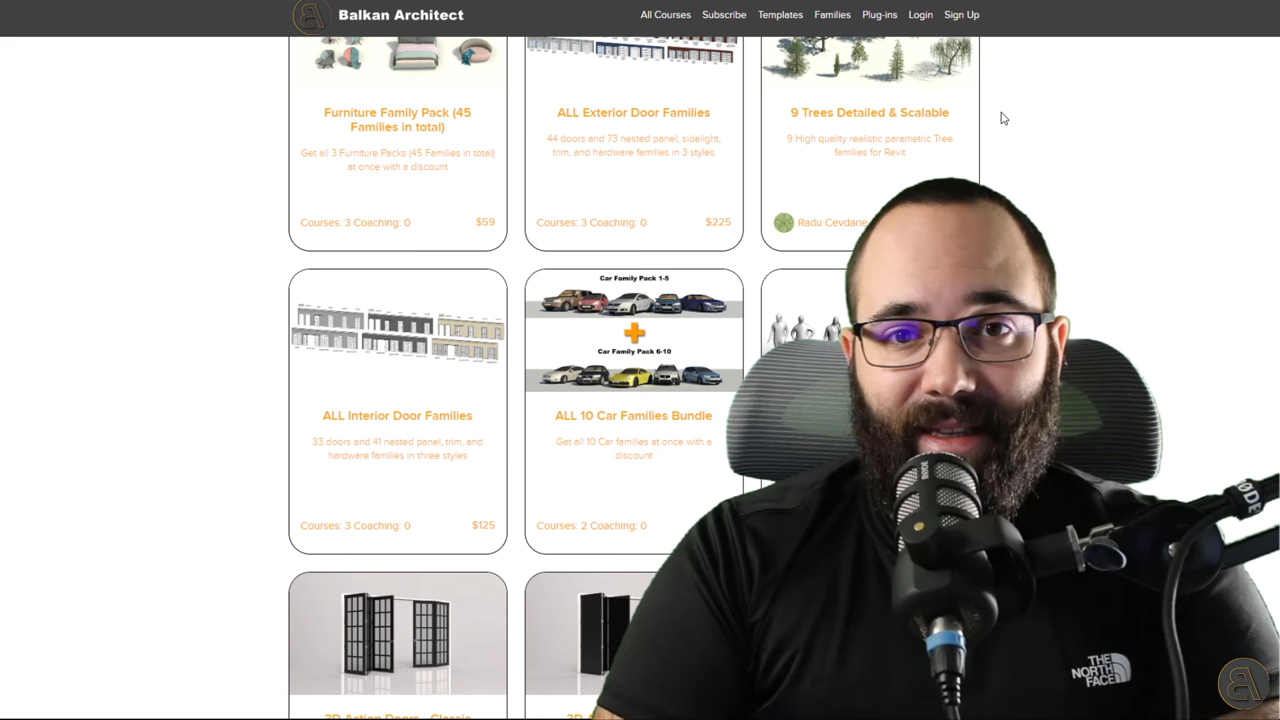 Balkan Architect
All Courses Subscribe Templates Families Plug-ins Login Sign Up
Furniture Family Pack (45
Families in total)
Get all 3 Furniture Packs (45 Families in total)
at once with a discount
Courses: 3 Coaching: 0 $59
ALL Exterior Door Families
44 doors and 73 nested panel, sidelight,
trim, and hardware families in 3 styles
Courses: 3 Coaching: 0 $225
9 Trees Detailed & Scalable
9 High quality realistic parametric Tree
families for Revit
Radu Cevdarie
ALL Interior Door Families
33 doors and 41 nested panel, trim, and
hardware families in three styles
Courses: 3 Coaching: 0 $125
Car Family Pack 1-5
Car Family Pack 6-10
ALL 10 Car Families Bundle
Get all 10 Car families at once with a
discount
Courses: 2 Coaching: 0
RØDE
RØDE
THE
NORTH
FACE